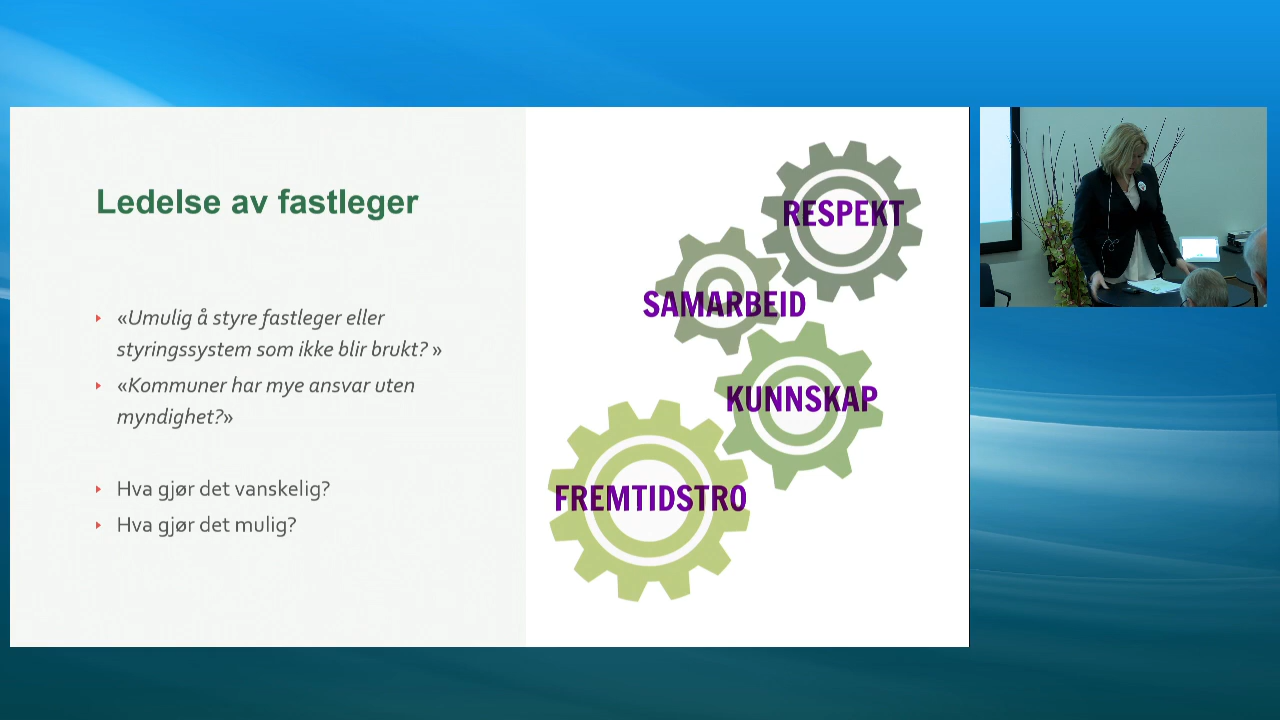 Ledelse av fastleger
«Umulig å styre fastleger eller
styringssystem som ikke blir brukt? »
«Kommuner har mye ansvar uten
myndighet?»
Hva gjør det vanskelig?
Hva gjør det mulig?
RESPEKT
SAMARBEID
KUNNSKAP
FREMTIDSTRO